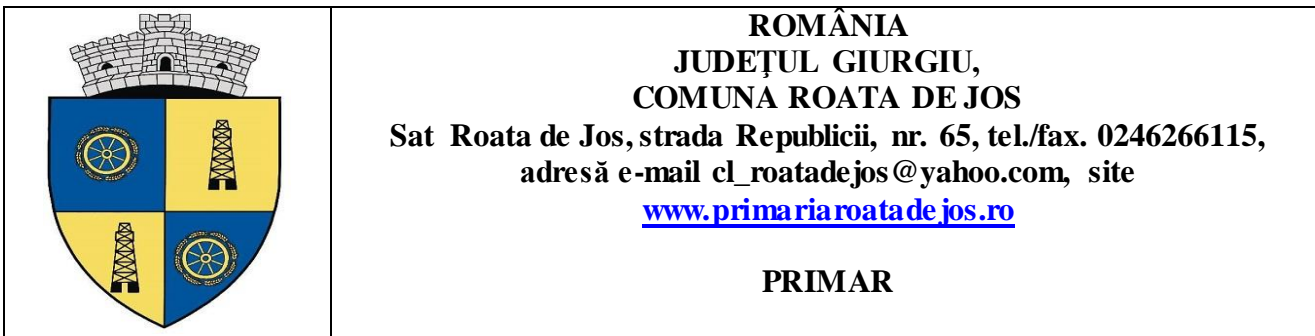 ROMÂNIA
JUDEŢUL GIURGIU,
COMUNA ROATA DE JOS
Sat Roata de Jos, strada Republicii, nr. 65, tel./fax. 0246266115,
adresă e-mail cl_roatadejos@yahoo.com, site
www.primariaroatadejos.ro
PRIMAR